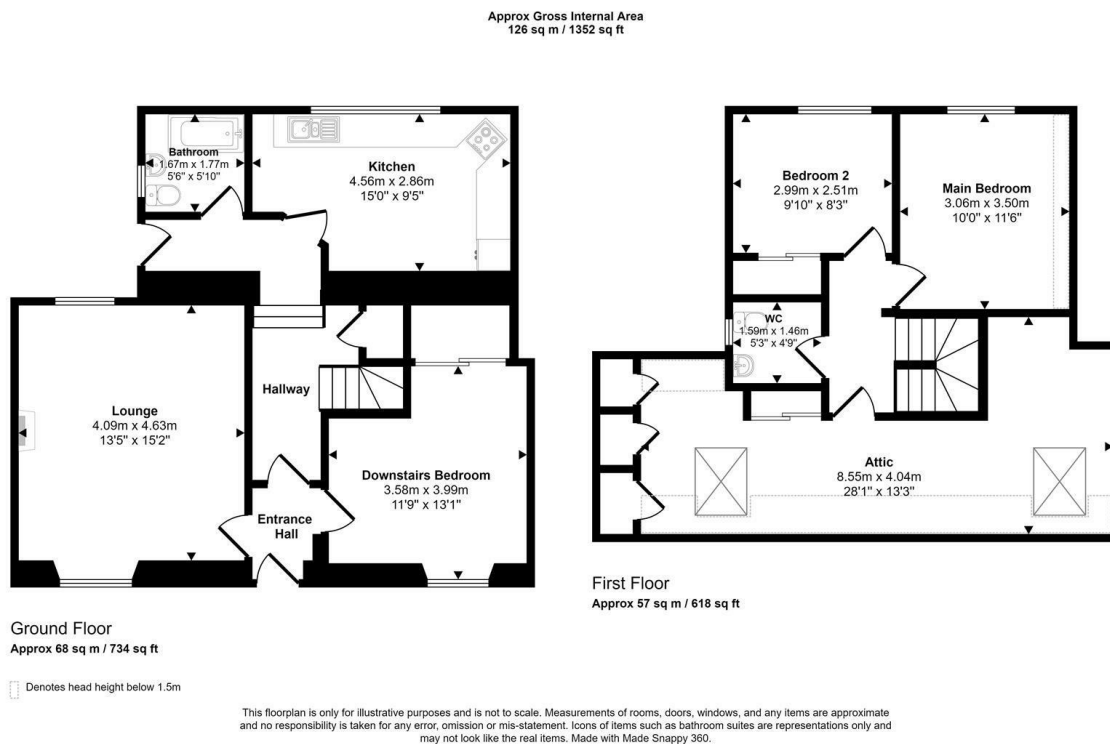 Approx Gross Internal Area
126 sq m / 1352 sq ft
Bathroom
1.67m x 1.77m
5'6" x 5'10"
Kitchen
4.56m x 2.86m
15'0" x 9'5"
Lounge
4.09m x 4.63m
13'5" x 15'2"
Hallway
Entrance
Hall
Downstairs Bedroom
3.58m x 3.99m
11'9" x 13'1"
Ground Floor
Approx 68 sq m / 734 sq ft
Bedroom 2
2.99m x 2.51m
9'10" x 8'3"
Main Bedroom
3.06m x 3.50m
10'0" x 11'6"
WC
1.59m x 1.46m
5'3" x 4'9"
Attic
8.55m x 4.04m
28'1" x 13'3"
First Floor
Approx 57 sq m / 618 sq ft
Denotes head height below 1.5m
This floorplan is only for illustrative purposes and is not to scale. Measurements of rooms, doors, windows, and any items are approximate
and no responsibility is taken for any error, omission or mis-statement. Icons of items such as bathroom suites are representations only and
may not look like the real items. Made with Made Snappy 360.